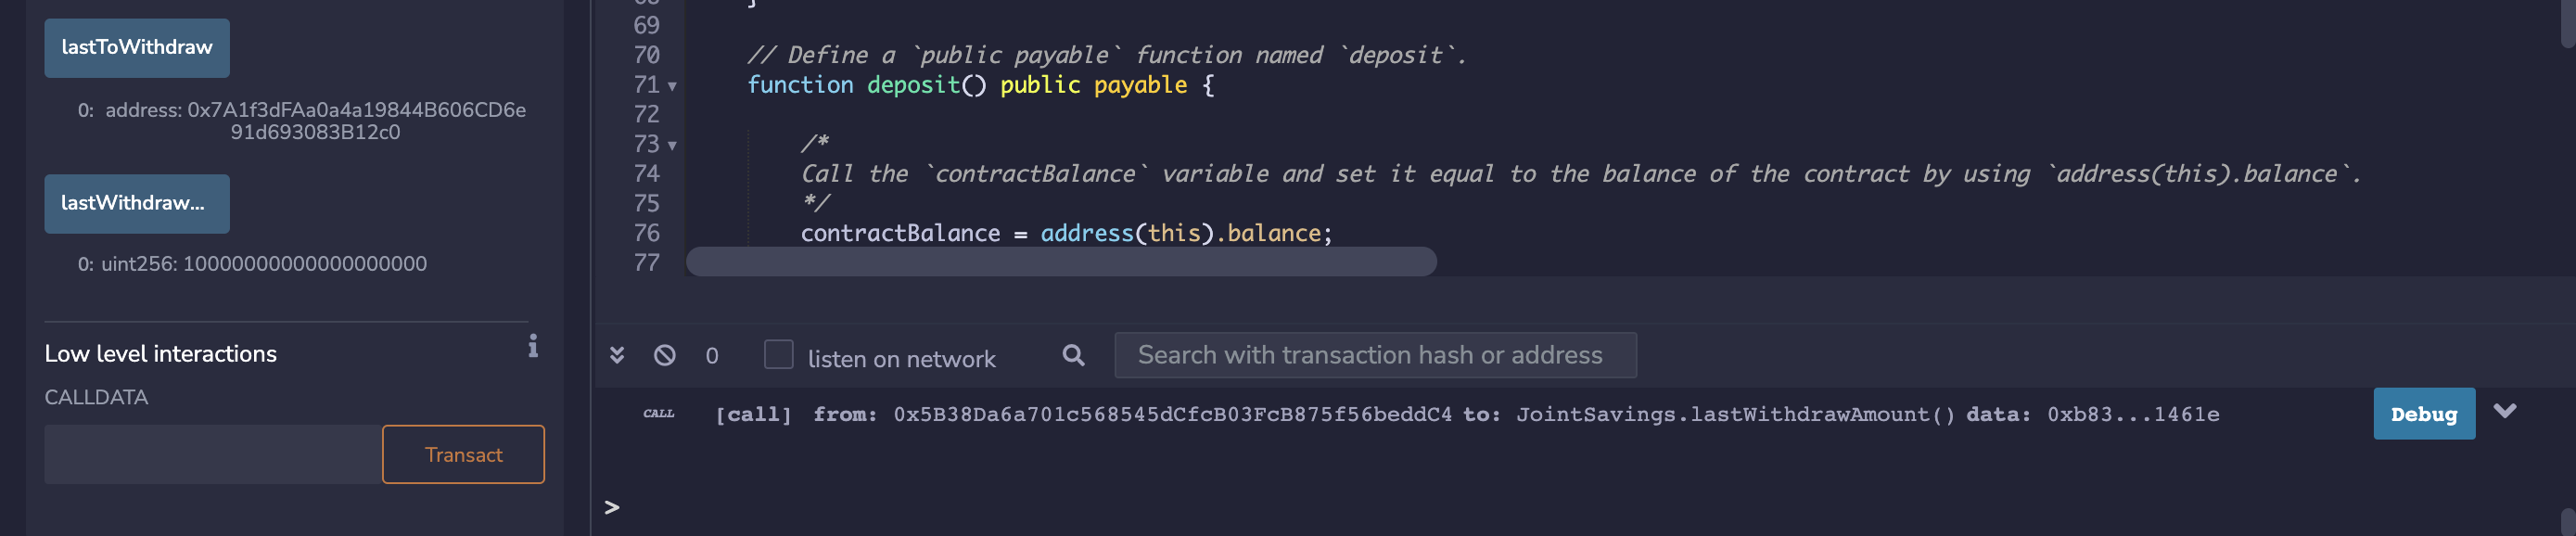 lastToWithdraw
0: address: 0x7A1f3dFAa0a4a19844B606CD6e
91d693083B12c0
lastWithdraw...
0: uint256: 10000000000000000000
Low level interactions
CALLDATA
Transact
69
70 // Define a `public payable` function named `deposit`.
71 function deposit() public payable {
72
73 /*
74 Call the `contractBalance` variable and set it equal to the balance of the contract by using `address(this).balance`.
75 */
76 contractBalance = address(this).balance;
77
0 listen on network Search with transaction hash or address
CALL [call] from: 0x5B38Da6a701c568545dCfcB03FcB875f56beddC4 to: JointSavings.lastWithdrawAmount() data: 0xb83...1461e Debug
>